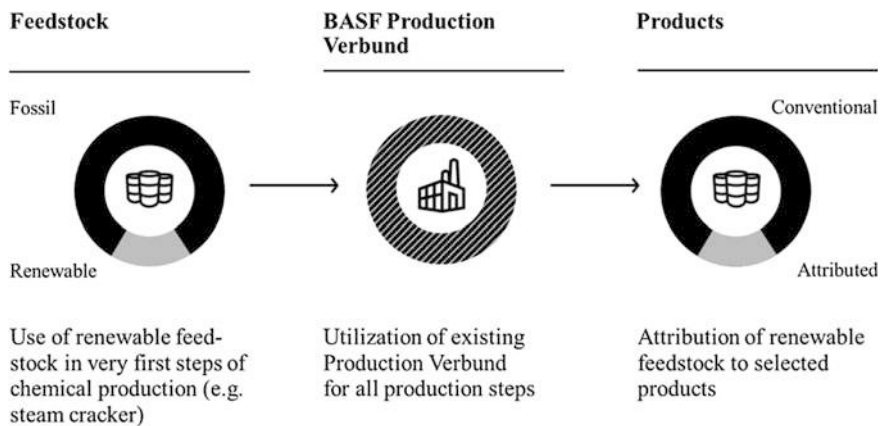 Feedstock
BASF Production
Verbund
Products
Fossil
Renewable
Conventional
Attributed
Use of renewable feed-
stock in very first steps of
chemical production (e.g.
steam cracker)
Utilization of existing
Production Verbund
for all production steps
Attribution of renewable
feedstock to selected
products